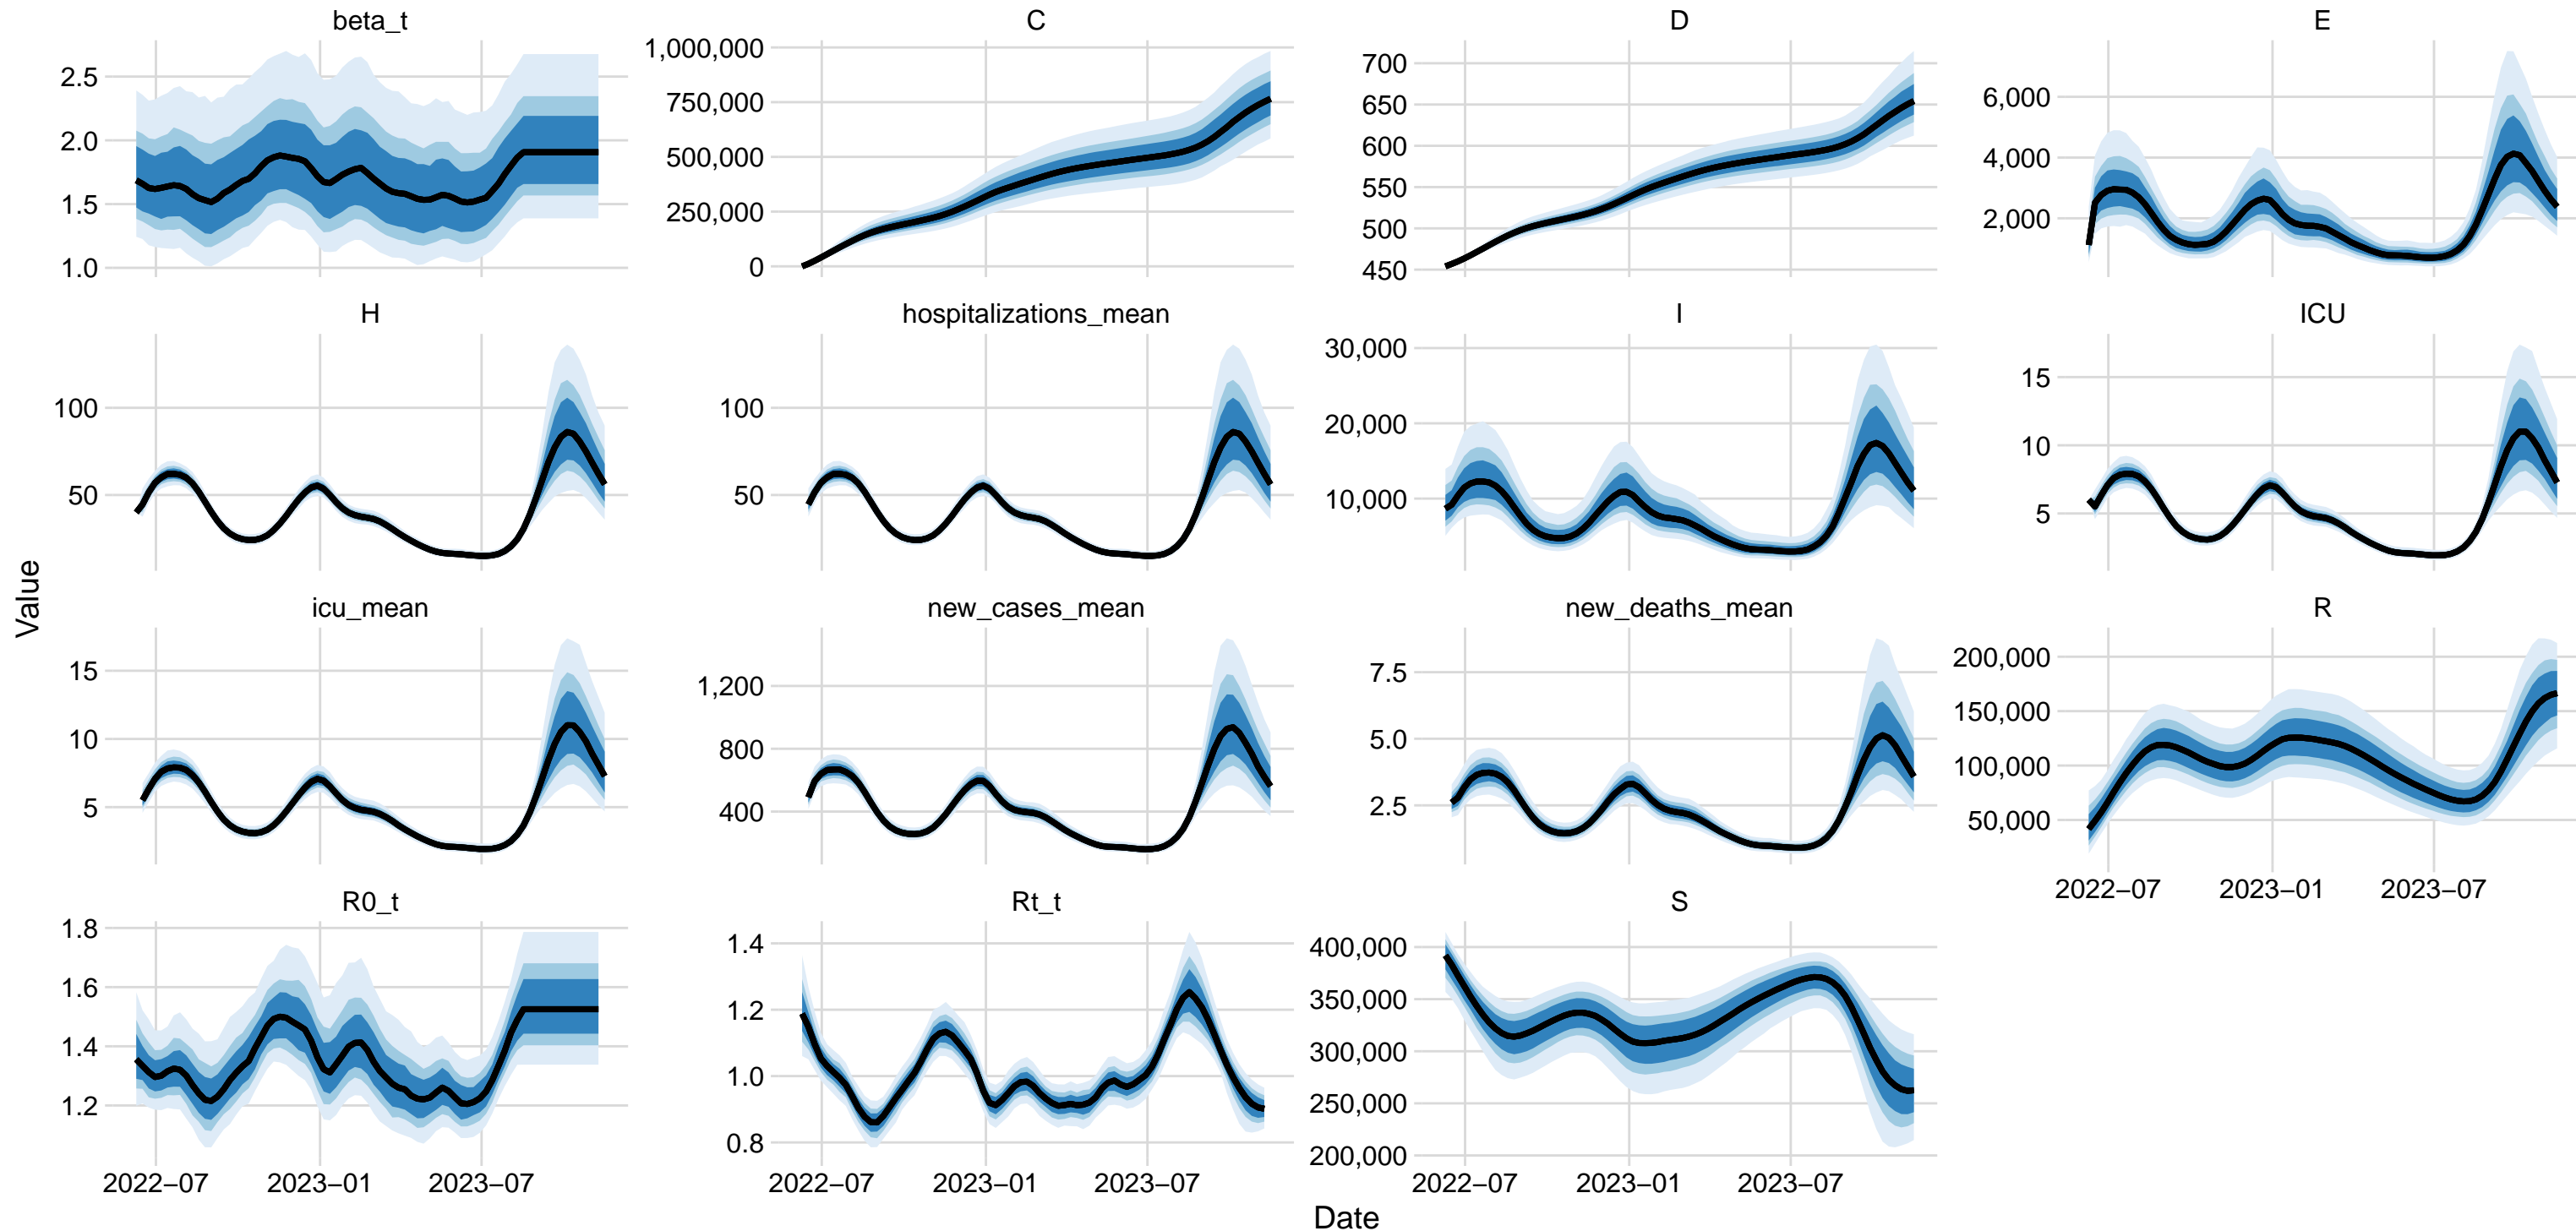 beta_t
C
D
E
2.5
2.0
1.5
1.0
1,000,000
750,000
500,000
250,000
0
700
650
600
550
500
450
6,000
4,000
2,000
H
hospitalizations_mean
I
ICU
100
50
100
50
30,000
20,000
10,000
15
10
5
Value
icu_mean
new_cases_mean
new_deaths_mean
R
15
10
5
1,200
800
400
7.5
5.0
2.5
200,000
150,000
100,000
50,000
2022–07 2023–01 2023–07
R0_t
Rt_t
S
1.8
1.6
1.4
1.2
1.4
1.2
1.0
0.8
400,000
350,000
300,000
250,000
200,000
2022–07 2023–01 2023–07
2022–07 2023–01 2023–07
2022–07 2023–01 2023–07
Date